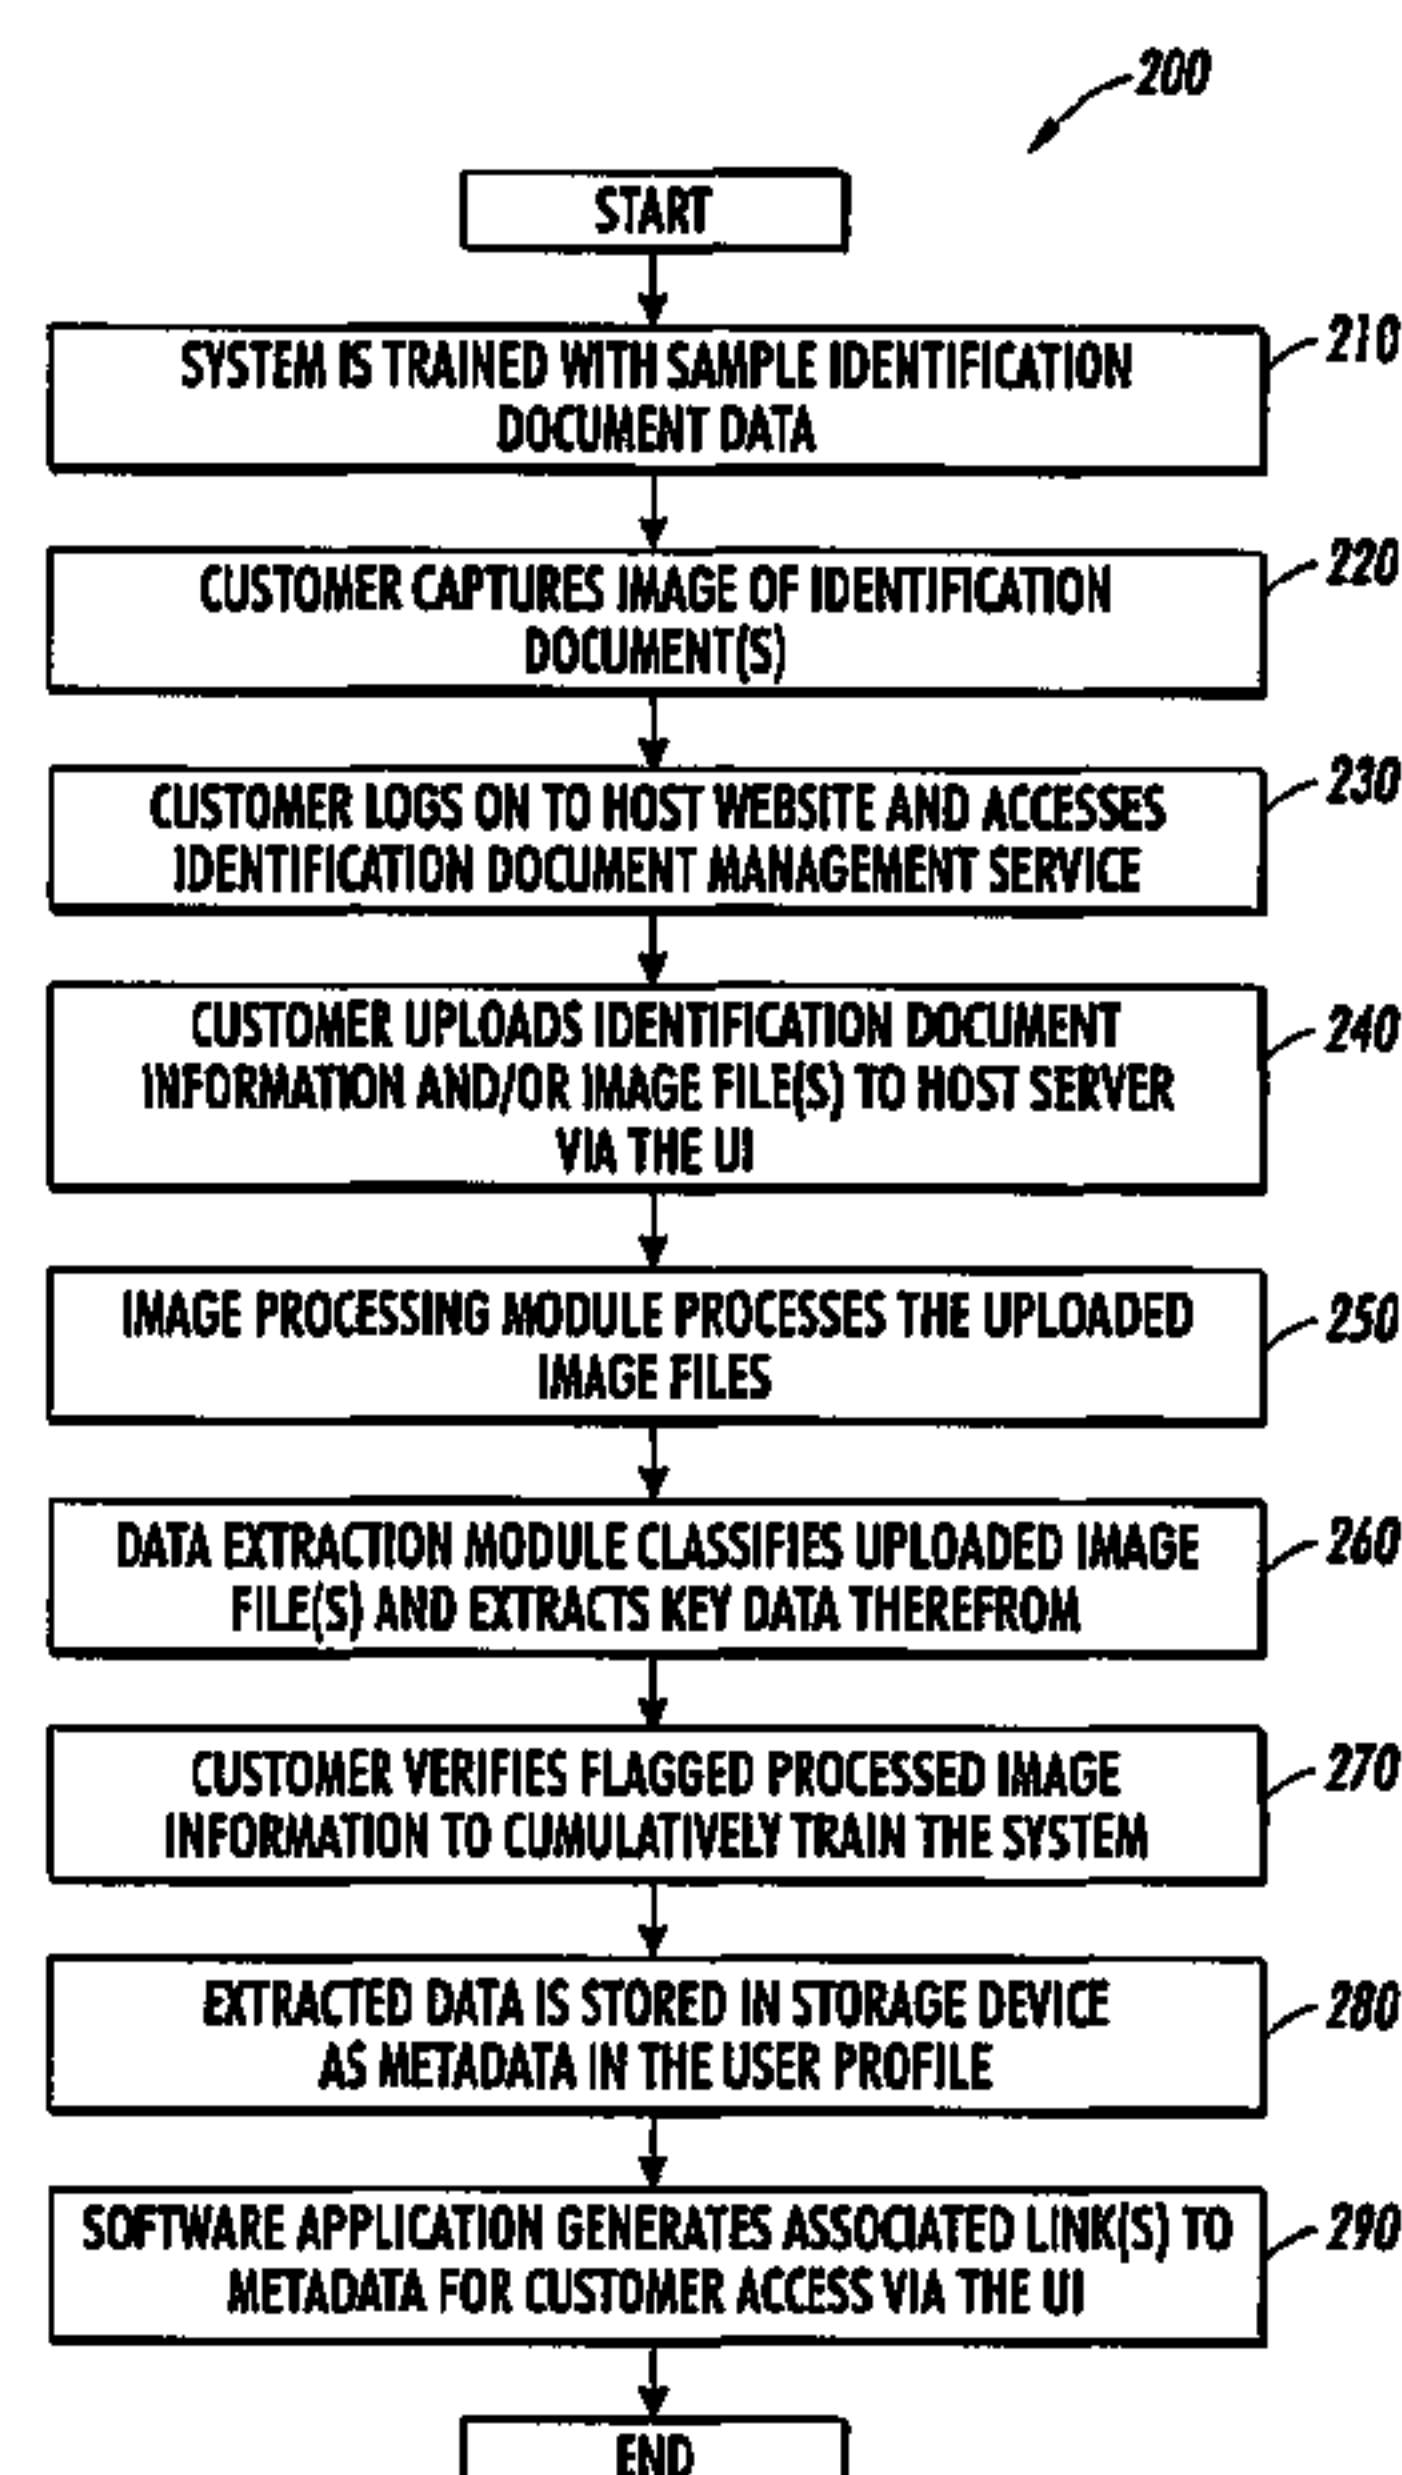 200
START
210
SYSTEM IS TRAINED WITH SAMPLE IDENTIFICATION
DOCUMENT DATA
220
CUSTOMER CAPTURES IMAGE OF IDENTIFICATION
DOCUMENT(S)
230
CUSTOMER LOGS ON TO HOST WEBSITE AND ACCESSES
IDENTIFICATION DOCUMENT MANAGEMENT SERVICE
240
CUSTOMER UPLOADS IDENTIFICATION DOCUMENT
INFORMATION AND/OR IMAGE FILE(S) TO HOST SERVER
VIA THE UI
250
IMAGE PROCESSING MODULE PROCESSES THE UPLOADED
IMAGE FILES
260
DATA EXTRACTION MODULE CLASSIFIES UPLOADED IMAGE
FILE(S) AND EXTRACTS KEY DATA THEREFROM
270
CUSTOMER VERIFIES FLAGGED PROCESSED IMAGE
INFORMATION TO CUMULATIVELY TRAIN THE SYSTEM
280
EXTRACTED DATA IS STORED IN STORAGE DEVICE
AS METADATA IN THE USER PROFILE
290
SOFTWARE APPLICATION GENERATES ASSOCIATED LINK(S) TO
METADATA FOR CUSTOMER ACCESS VIA THE UI
END